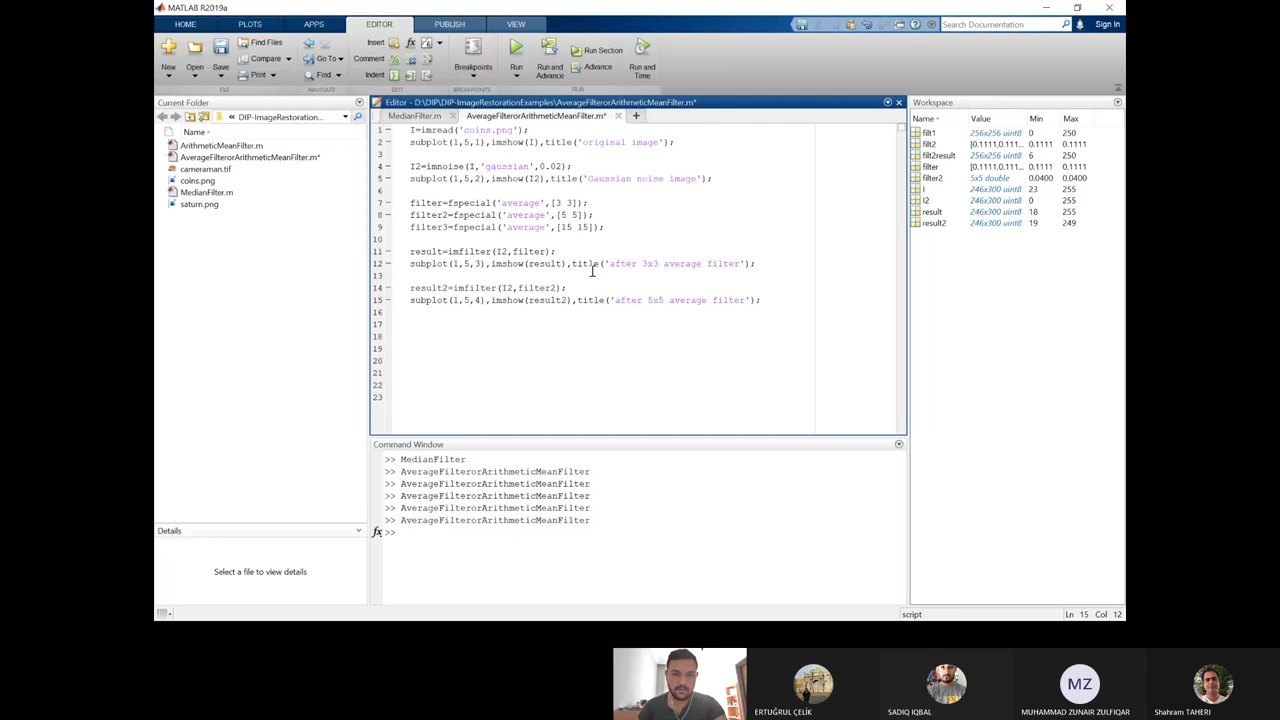 MATLAB R2019a
HOME PLOTS APPS EDITOR PUBLISH VIEW Search Documentation Sign In
New Open Save Find Files Compare Print Go To Find Insert Comment Indent Breakpoints Run Run and Advance Run Section Advance Run and Time
FILE NAVIGATE EDIT BREAKPOINTS RUN
Current Folder
« DIP-ImageRestoration...
Name
ArithmeticMean.m
AverageFilterorArithmeticMeanFilter.m*
cameraman.tif
coins.png
MedianFilter.m
saturn.png
Details
Select a file to view details
Editor - D:\DIP\DIP-ImageRestorationExamples\AverageFilterorArithmeticMeanFilter.m*
MedianFilter.m AverageFilterorArithmeticMeanFilter.m*
1 I=imread('coins.png');
2 subplot(1,5,1),imshow(I),title('original image');
3
4 I2=imnoise(I,'gaussian',0.02);
5 subplot(1,5,2),imshow(I2),title('Gaussian noise image');
6
7 filter=fspecial('average',[3 3]);
8 filter2=fspecial('average',[5 5]);
9 filter3=fspecial('average',[15 15]);
10
11 result=imfilter(I2,filter);
12 subplot(1,5,3),imshow(result),title('after 3x3 average filter');
13
14 result2=imfilter(I2,filter2);
15 subplot(1,5,4),imshow(result2),title('after 5x5 average filter');
16
17
18
19
20
21
22
23
Command Window
>> MedianFilter
>> AverageFilterorArithmeticMeanFilter
>> AverageFilterorArithmeticMeanFilter
>> AverageFilterorArithmeticMeanFilter
>> AverageFilterorArithmeticMeanFilter
>> AverageFilterorArithmeticMeanFilter
fx >>
Workspace
Name Value Min Max
filt1 256x256 uint8 0 250
filt2 [0.1111,0.111... 0.1111 0.1111
filt2result 256x256 uint8 6 250
filter [0.1111,0.111... 0.1111 0.1111
filter2 5x5 double 0.0400 0.0400
I 246x300 uint8 23 255
I2 246x300 uint8 0 255
result 246x300 uint8 18 255
result2 246x300 uint8 19 249
script Ln 15 Col 12
MZ
ERTUĞRUL ÇELİK SADIQ IQBAL MUHAMMAD ZUNAIR ZULFIQAR Shahram TAHERI